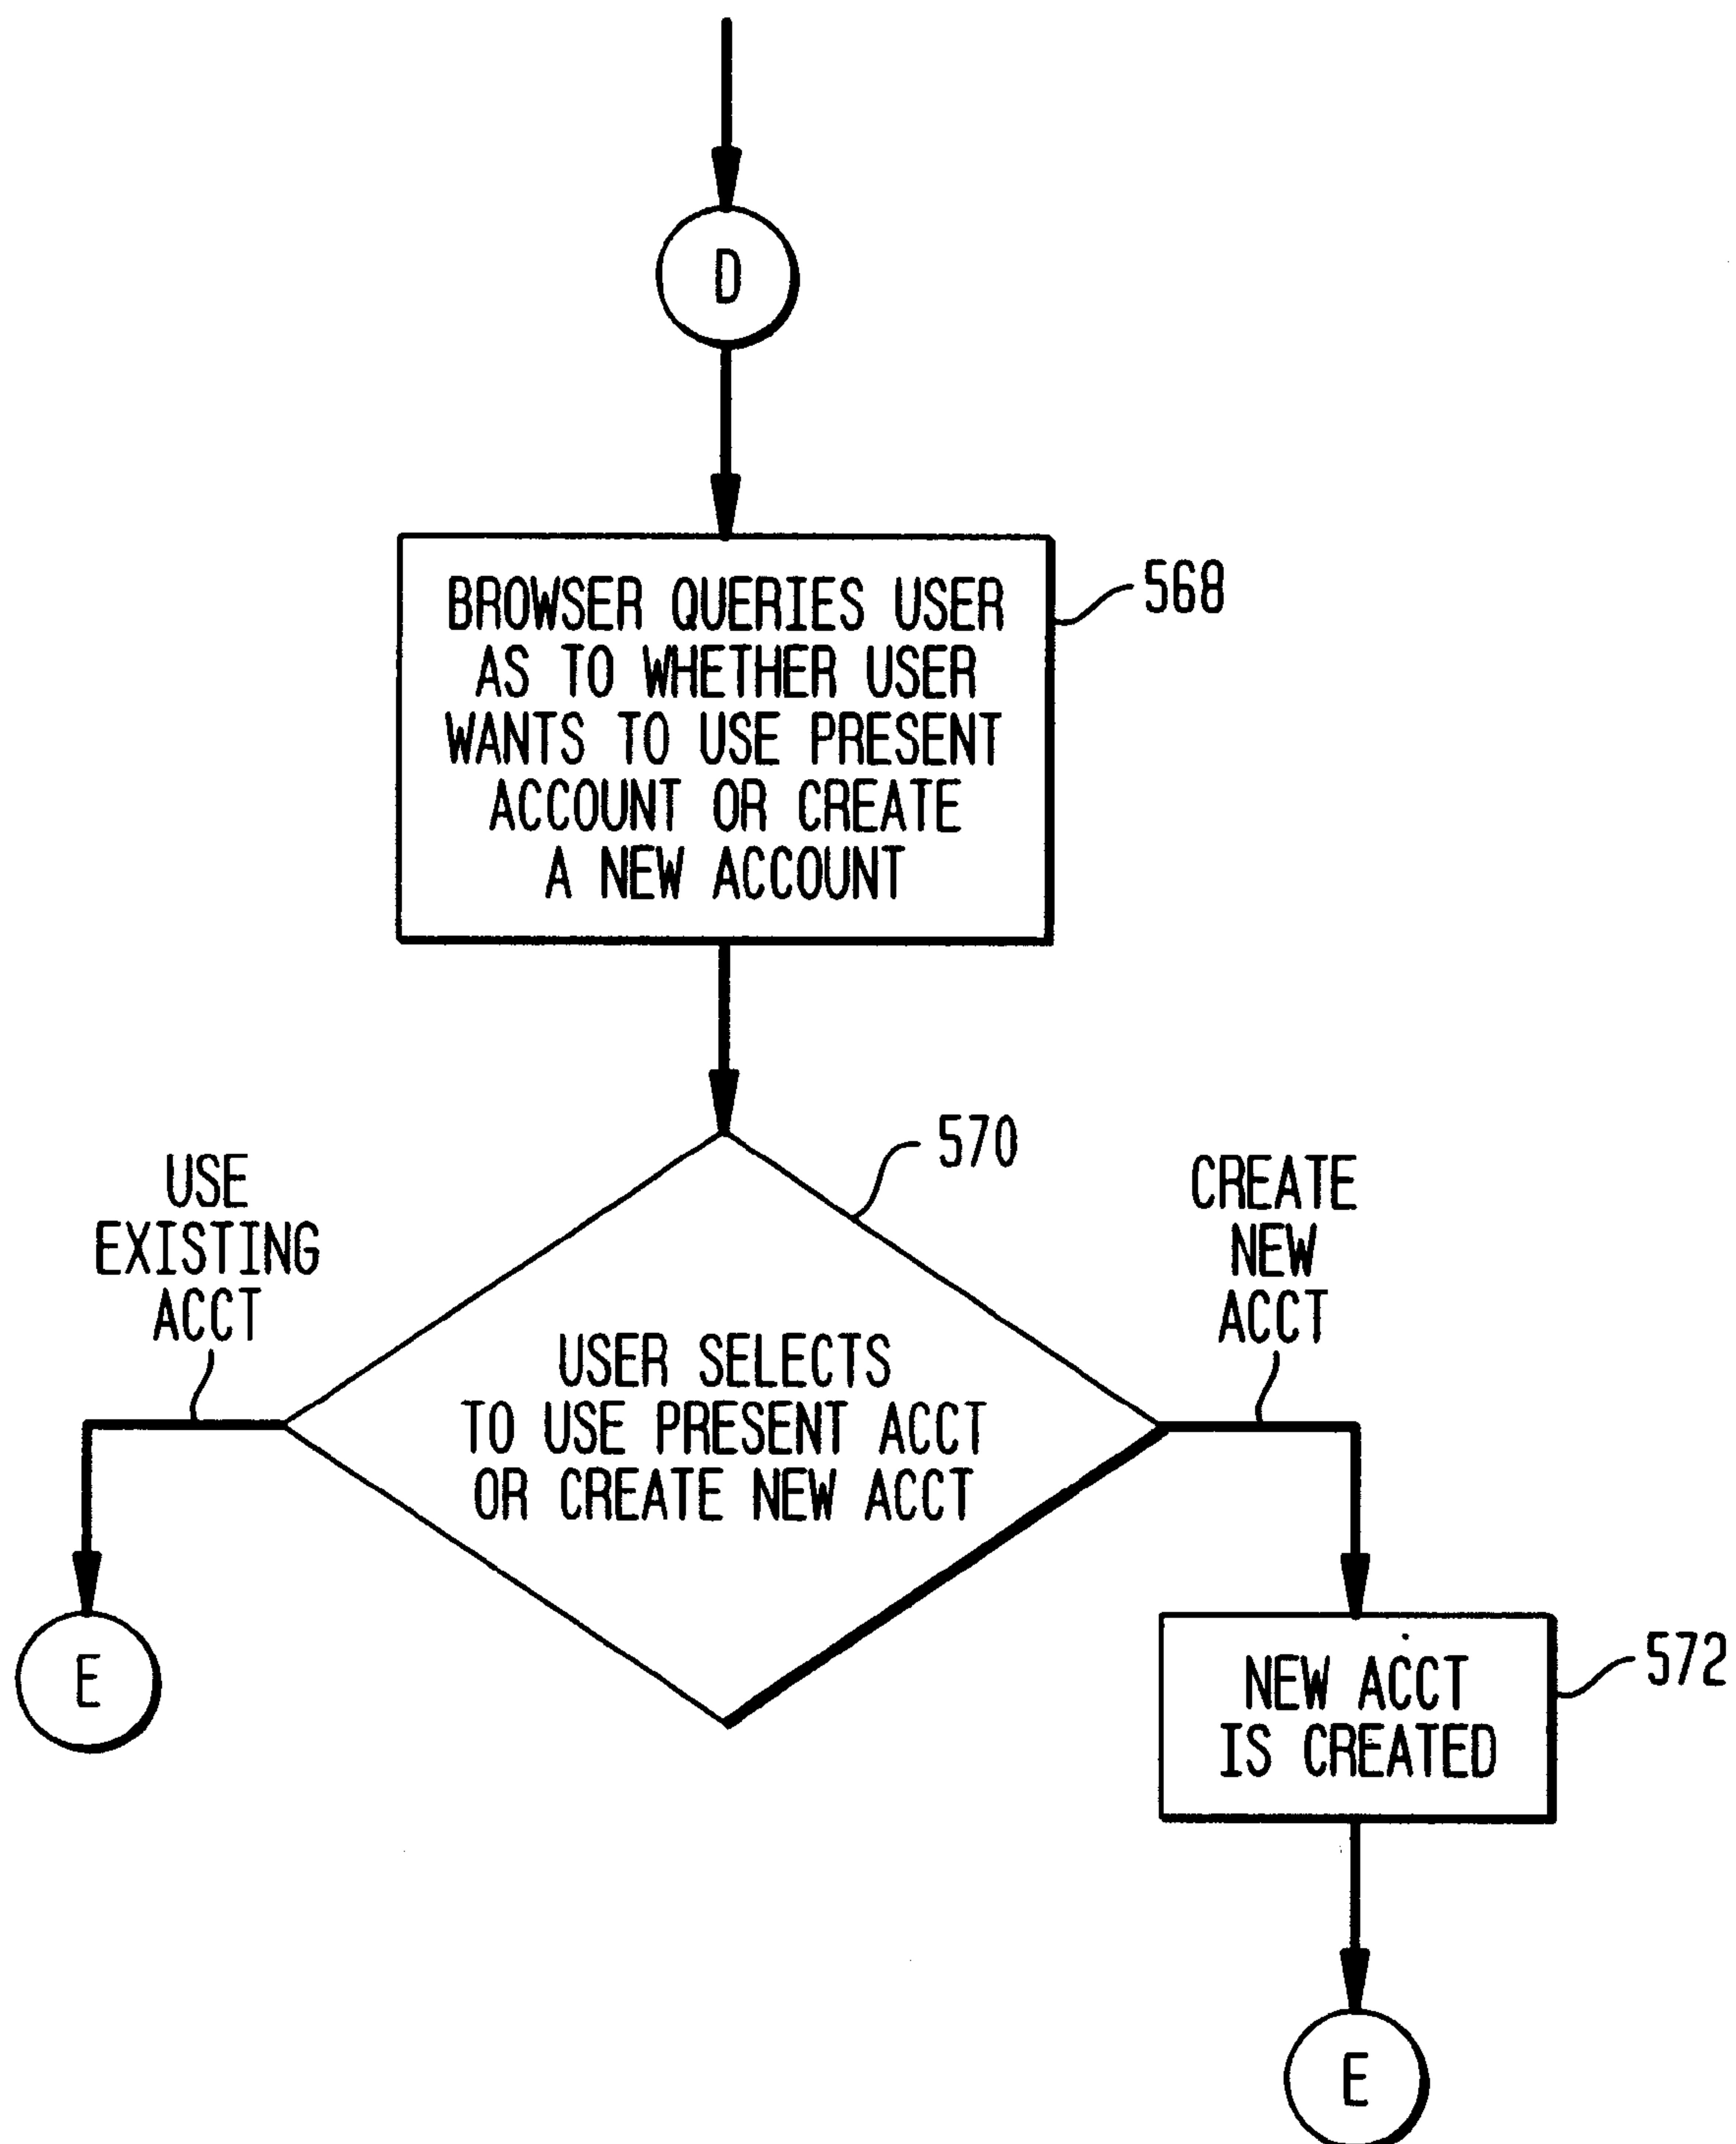 D
BROWSER QUERIES USER
AS TO WHETHER USER
WANTS TO USE PRESENT
ACCOUNT OR CREATE
A NEW ACCOUNT
568
570
USE
EXISTING
ACCT
CREATE
NEW
ACCT
USER SELECTS
TO USE PRESENT ACCT
OR CREATE NEW ACCT
E
NEW ACCT
IS CREATED
572
E